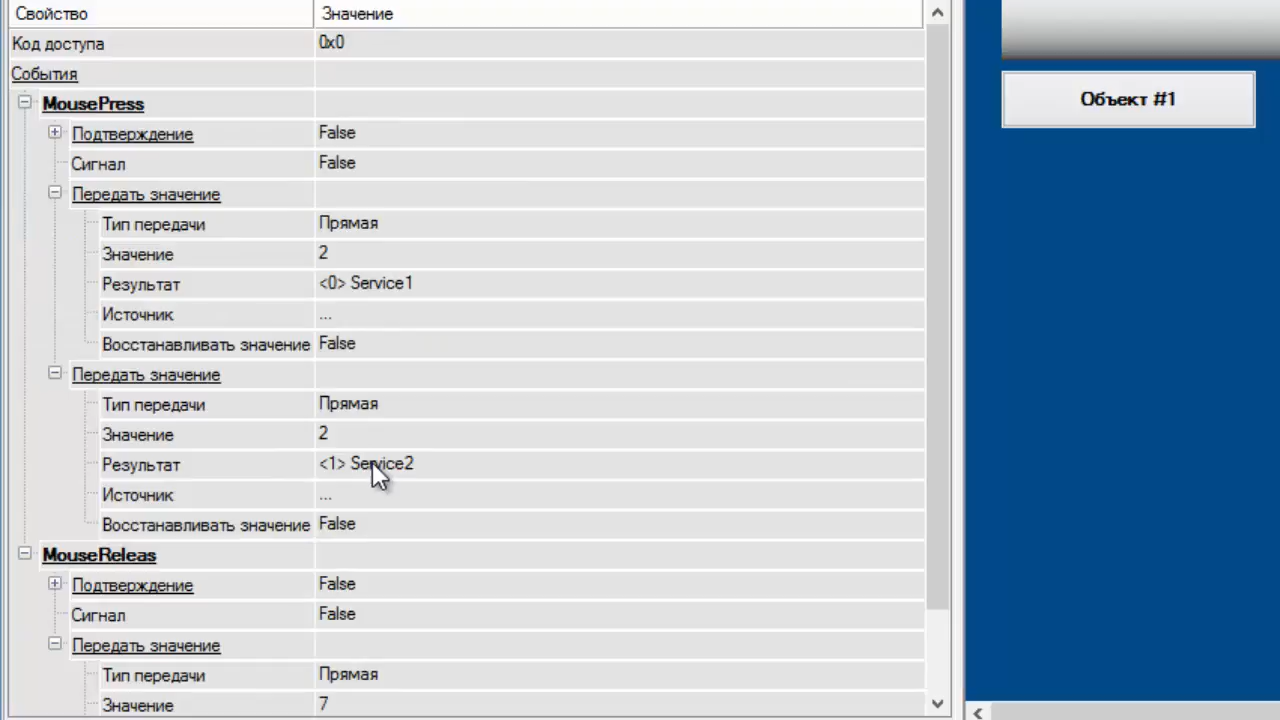 Свойство Значение
Код доступа 0x0
События
MousePress
Подтверждение False
Сигнал False
Передать значение
Тип передачи Прямая
Значение 2
Результат <0> Service1
Источник ...
Восстанавливать значение False
Передать значение
Тип передачи Прямая
Значение 2
Результат <1> Service2
Источник ...
Восстанавливать значение False
MouseReleas
Подтверждение False
Сигнал False
Передать значение
Тип передачи Прямая
Значение 7
Объект #1